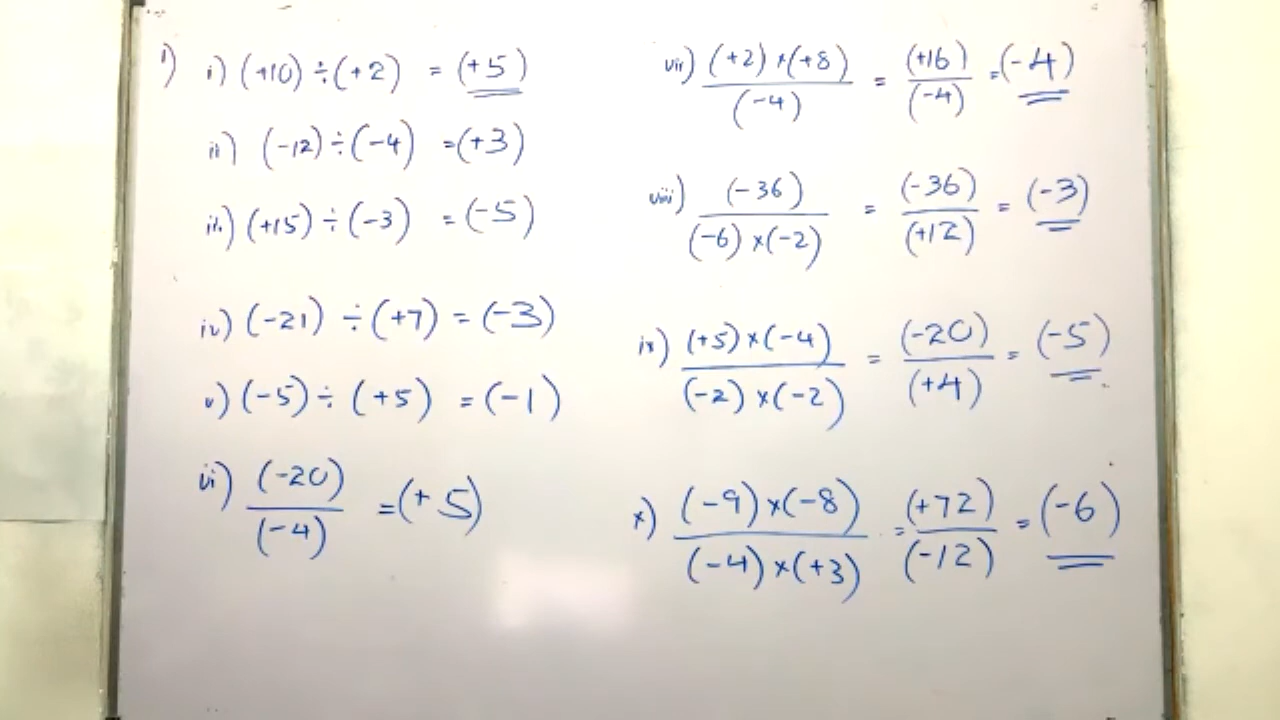 1) i) (+10) ÷ (+2) = (+5)
ii) (-12) ÷ (-4) = (+3)
iii) (+15) ÷ (-3) = (-5)
iv) (-21) ÷ (+7) = (-3)
v) (-5) ÷ (+5) = (-1)
vi) (-20) / (-4) = (+5)
vii) (+2) × (+8) / (-4) = (+16) / (-4) = (-4)
viii) (-36) / (-6) × (-2) = (-36) / (+12) = (-3)
ix) (+5) × (-4) / (-2) × (-2) = (-20) / (+4) = (-5)
x) (-9) × (-8) / (-4) × (+3) = (+72) / (-12) = (-6)